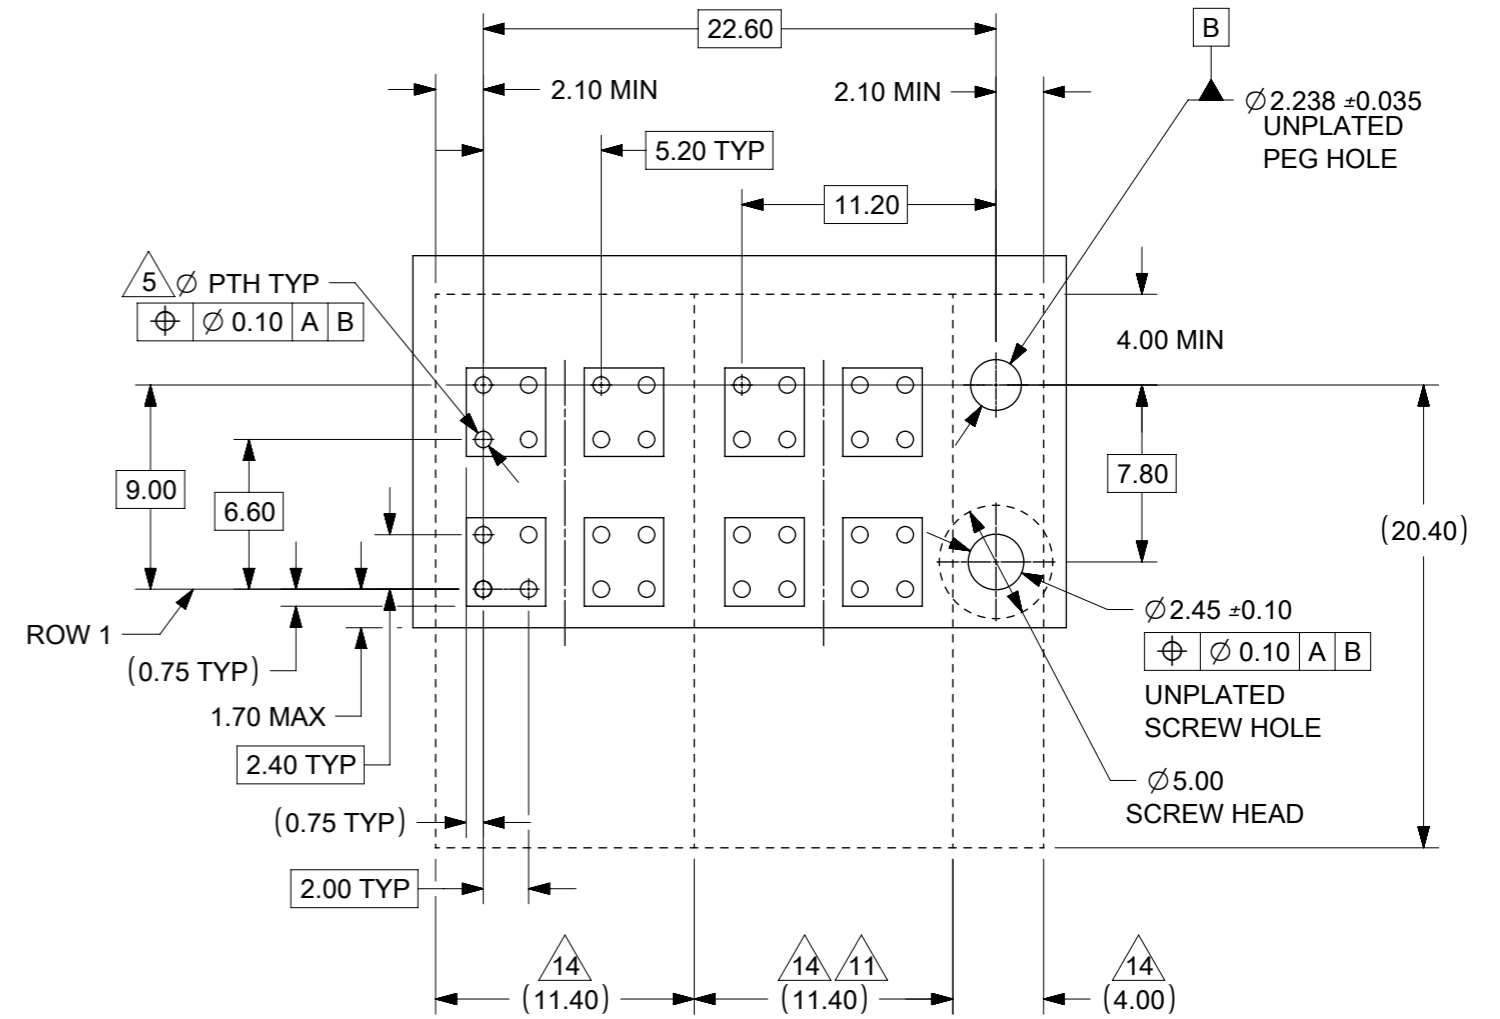 22.60
B
2.10 MIN
2.10 MIN
Ø2.238 ±0.035
UNPLATED
PEG HOLE
5.20 TYP
11.20
5 Ø PTH TYP
⌖ Ø 0.10 A B
4.00 MIN
9.00
6.60
7.80
(20.40)
ROW 1
(0.75 TYP)
1.70 MAX
2.40 TYP
Ø2.45 ±0.10
⌖ Ø 0.10 A B
UNPLATED
SCREW HOLE
Ø5.00
SCREW HEAD
(0.75 TYP)
2.00 TYP
14
(11.40)
14 11
(11.40)
14
(4.00)